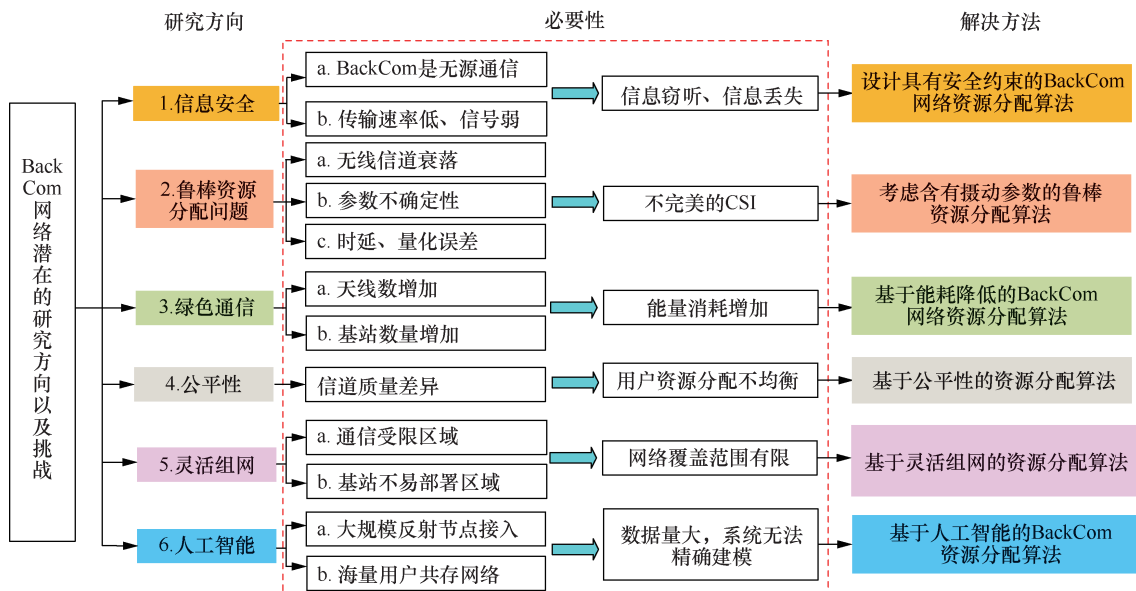 研究方向
必要性
解决方法
Back
Com
网
络
潜
在
的
研
究
方
向
以
及
挑
战
1.信息安全
a. BackCom是无源通信
b. 传输速率低、信号弱
信息窃听、信息丢失
设计具有安全约束的BackCom
网络资源分配算法
2.鲁棒资源
分配问题
a. 无线信道衰落
b. 参数不确定性
c. 时延、量化误差
不完美的CSI
考虑含有摄动参数的鲁棒
资源分配算法
3.绿色通信
a. 天线数增加
b. 基站数量增加
能量消耗增加
基于能耗降低的BackCom
网络资源分配算法
4.公平性
信道质量差异
用户资源分配不均衡
基于公平性的资源分配算法
5.灵活组网
a. 通信受限区域
b. 基站不易部署区域
网络覆盖范围有限
基于灵活组网的资源分配算法
6.人工智能
a. 大规模反射节点接入
b. 海量用户共存网络
数据量大，系统无法
精确建模
基于人工智能的BackCom
资源分配算法